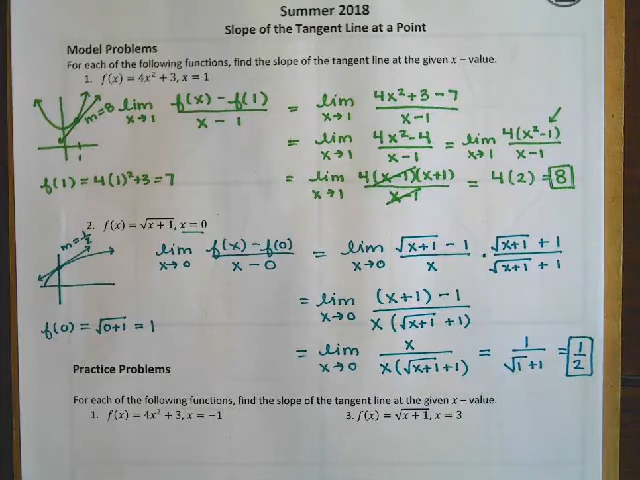 Summer 2018
Slope of the Tangent Line at a Point
Model Problems
For each of the following functions, find the slope of the tangent line at the given x – value.
1. f(x) = 4x² + 3, x = 1
m=8 lim x→1 f(x) – f(1) / x – 1 = lim x→1 4x²+3–7 / x–1
= lim x→1 4x²–4 / x–1 = lim x→1 4(x²–1) / x–1
f(1) = 4(1)²+3 = 7 = lim x→1 4(x–1)(x+1) / x–1 = 4(2) = 8
2. f(x) = √(x + 1), x = 0
m=½ lim x→0 f(x) – f(0) / x – 0 = lim x→0 √(x+1) – 1 / x · √(x+1) + 1 / √(x+1) + 1
= lim x→0 (x+1) – 1 / x(√(x+1) + 1)
f(0) = √(0+1) = 1
= lim x→0 x / x(√(x+1) + 1) = 1 / √1 + 1 = 1/2
Practice Problems
For each of the following functions, find the slope of the tangent line at the given x – value.
1. f(x) = 4x² + 3, x = −1 3. f(x) = √(x + 1), x = 3